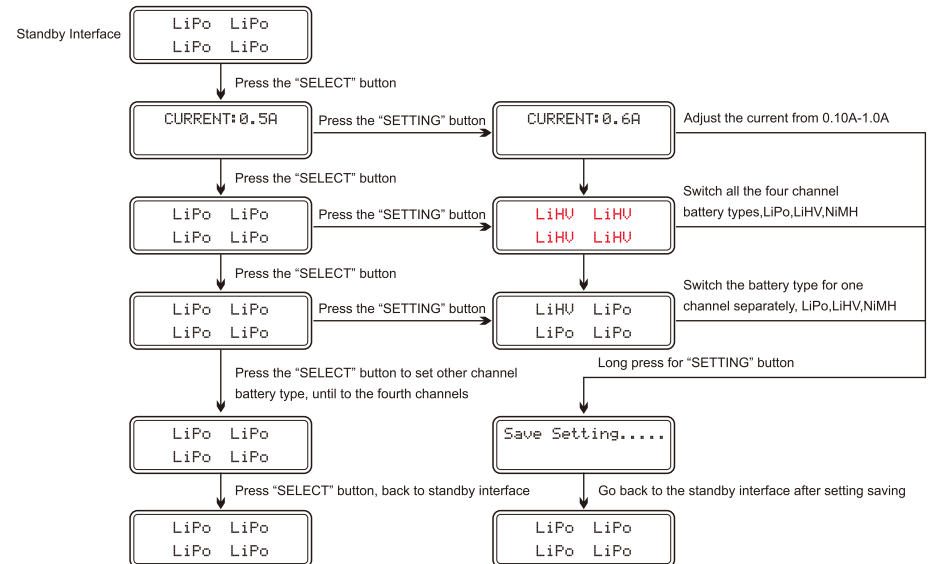 Standby Interface
LiPo LiPo
LiPo LiPo
Press the “SELECT” button
CURRENT:0.5A
Press the “SETTING” button
CURRENT:0.6A
Adjust the current from 0.10A-1.0A
Press the “SELECT” button
LiPo LiPo
LiPo LiPo
Press the “SETTING” button
LiHV LiHV
LiHV LiHV
Switch all the four channel
battery types,LiPo,LiHV,NiMH
Press the “SELECT” button
LiPo LiPo
LiPo LiPo
Press the “SETTING” button
LiHV LiPo
LiPo LiPo
Switch the battery type for one
channel separately, LiPo,LiHV,NiMH
Long press for “SETTING” button
Press the “SELECT” button to set other channel
battery type, until to the fourth channels
LiPo LiPo
LiPo LiPo
Save Setting.....
Press “SELECT” button, back to standby interface
Go back to the standby interface after setting saving
LiPo LiPo
LiPo LiPo
LiPo LiPo
LiPo LiPo